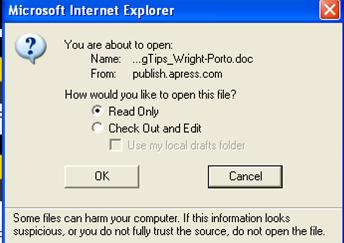 Microsoft Internet Explorer
You are about to open:
Name: ...gTips_Wright-Porto.doc
From: publish.apress.com
How would you like to open this file?
Read Only
Check Out and Edit
Use my local drafts folder
OK Cancel
Some files can harm your computer. If this information looks
suspicious, or you do not fully trust the source, do not open the file.